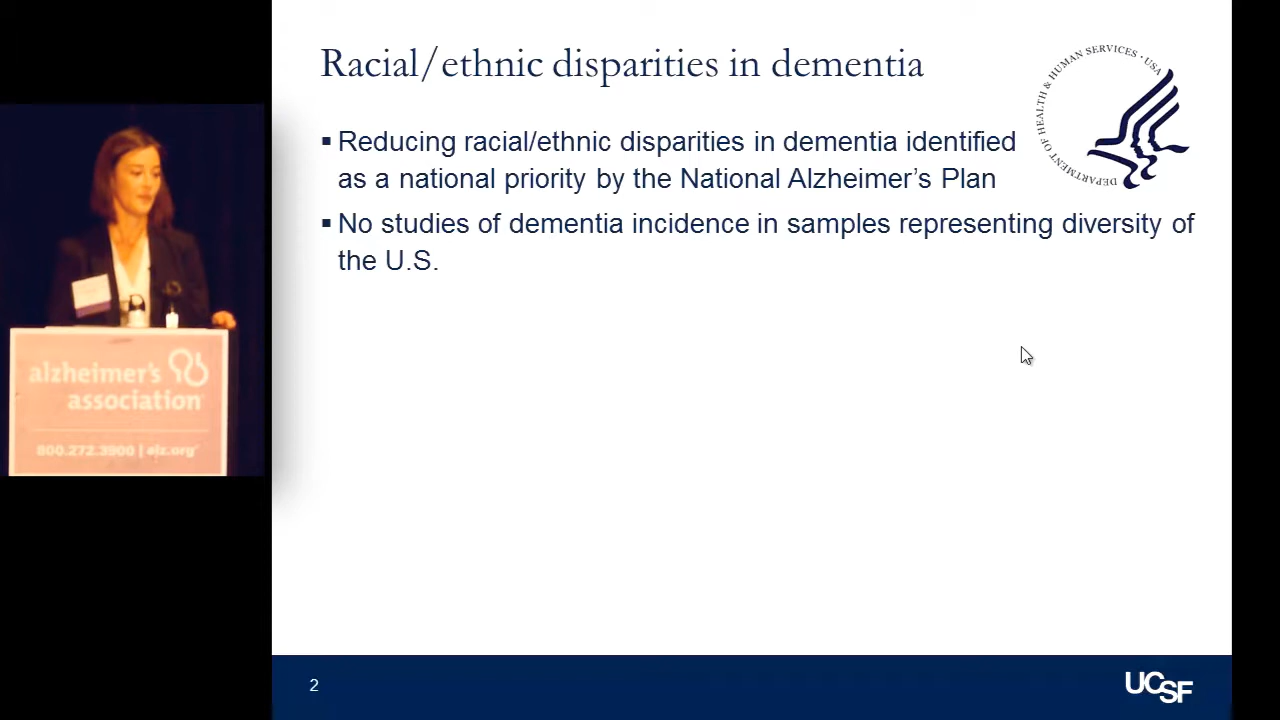 Racial/ethnic disparities in dementia
▪ Reducing racial/ethnic disparities in dementia identified
as a national priority by the National Alzheimer's Plan
▪ No studies of dementia incidence in samples representing diversity of
the U.S.
DEPARTMENT OF HEALTH & HUMAN SERVICES • USA
alzheimer's
association
800.272.3900 | alz.org
2
UCSF